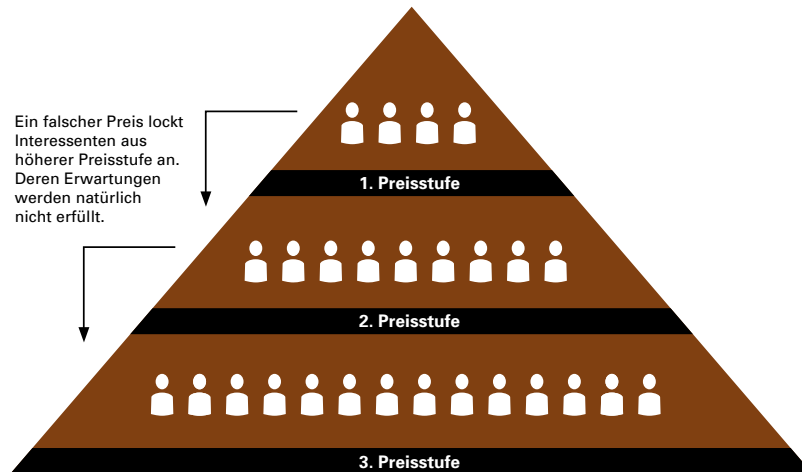 Ein falscher Preis lockt
Interessenten aus
höherer Preisstufe an.
Deren Erwartungen
werden natürlich
nicht erfüllt.
1. Preisstufe
2. Preisstufe
3. Preisstufe